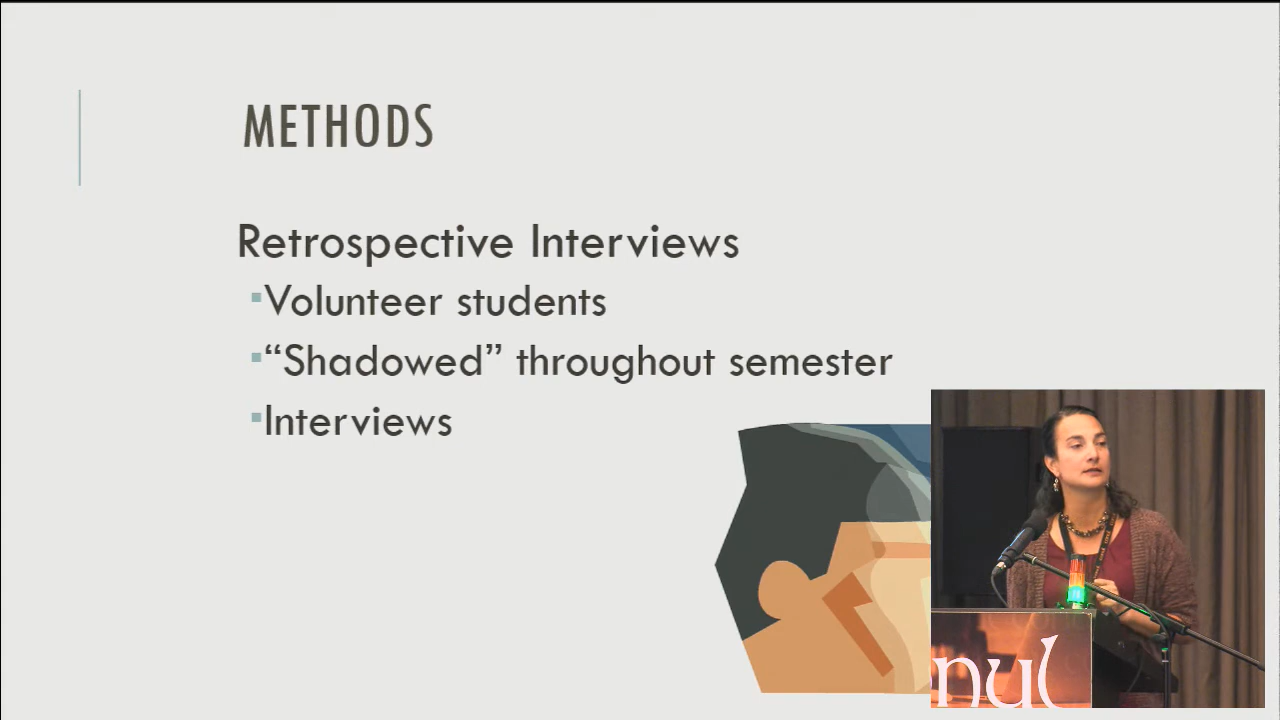 METHODS
Retrospective Interviews
Volunteer students
“Shadowed” throughout semester
Interviews
nul